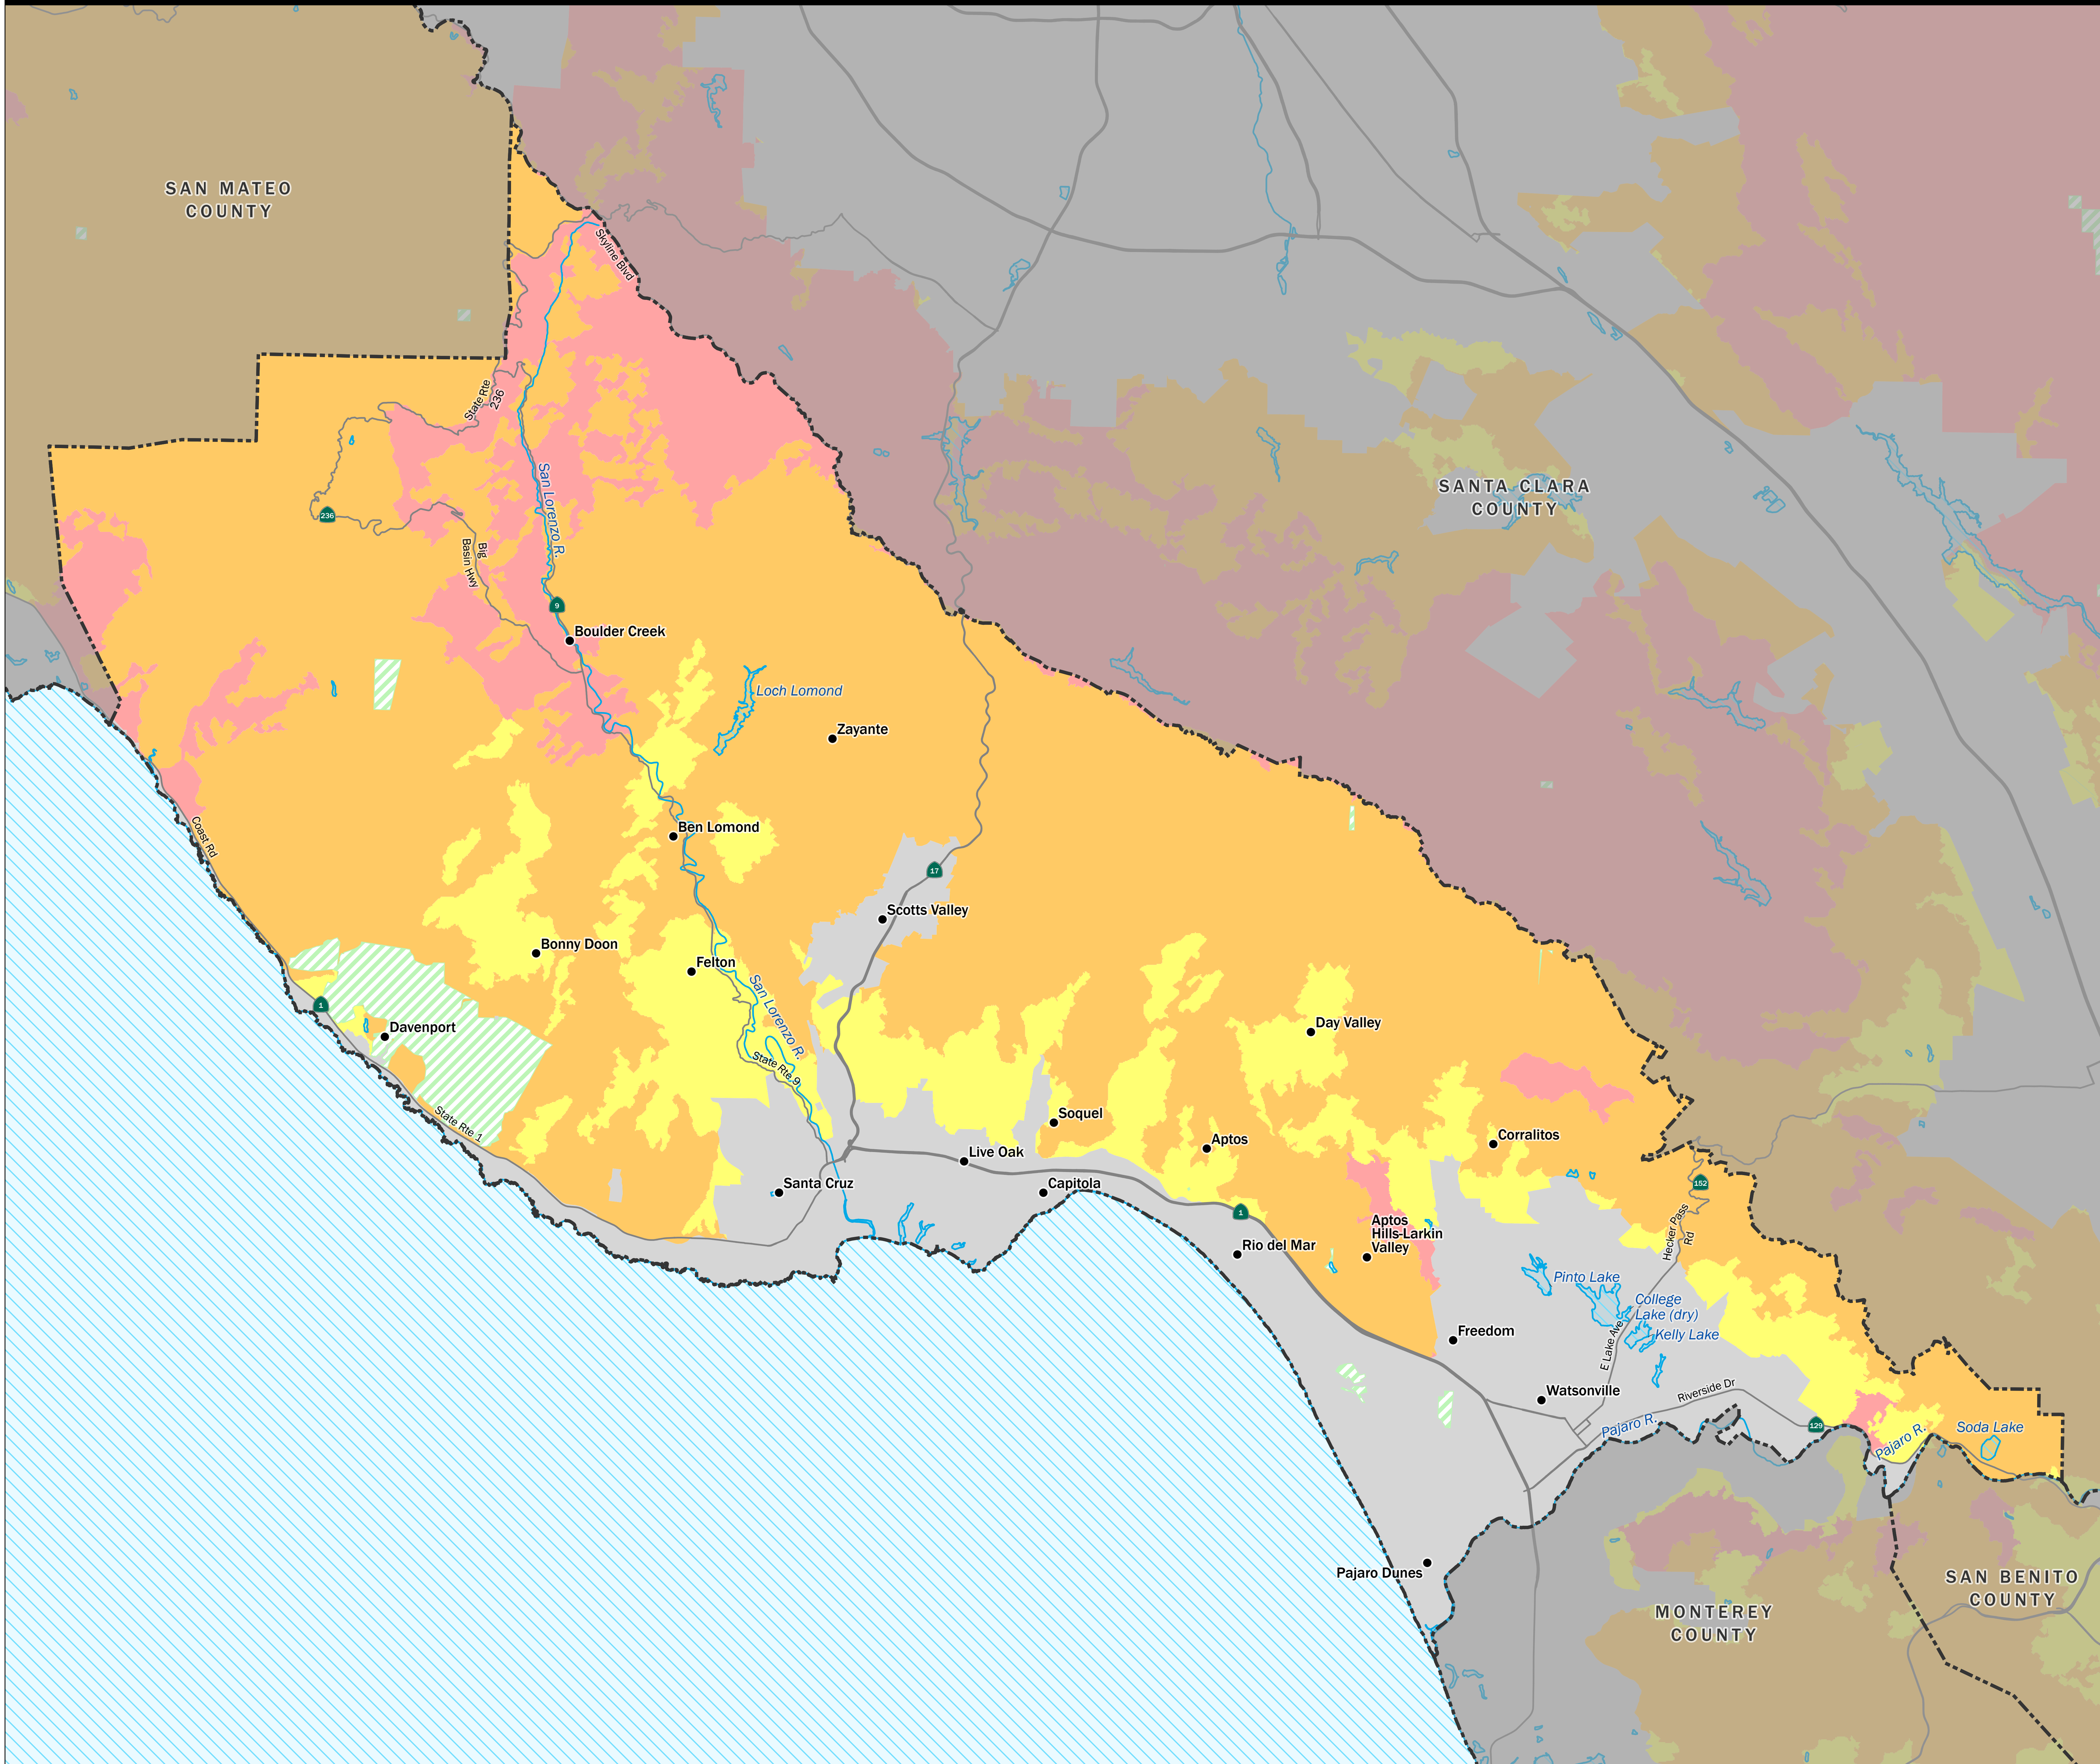 SAN MATEO
COUNTY
Skyline Blvd
State Rte
236
San Lorenzo R.
SANTA CLARA
COUNTY
236
Big
Basin Hwy
9
Boulder Creek
Loch Lomond
Zayante
Coast Rd
Ben Lomond
17
Scotts Valley
Bonny Doon
Felton
San Lorenzo R.
1
Davenport
Day Valley
State Rte 9
State Rte 1
Soquel
Aptos
Corralitos
Live Oak
Santa Cruz
Capitola
152
1
Aptos
Hills-Larkin
Valley
Hecker Pass
Rd
Rio del Mar
Pinto Lake
College
Lake (dry)
Kelly Lake
Freedom
E Lake Ave
Watsonville
Riverside Dr
Pajaro R.
129
Pajaro R.
Soda Lake
Pajaro Dunes
SAN BENITO
COUNTY
MONTEREY
COUNTY